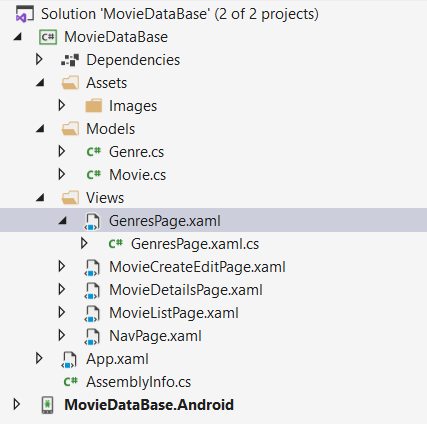 Solution 'MovieDataBase' (2 of 2 projects)
C# MovieDataBase
Dependencies
Assets
Images
Models
C# Genre.cs
C# Movie.cs
Views
GenresPage.xaml
C# GenresPage.xaml.cs
MovieCreateEditPage.xaml
MovieDetailsPage.xaml
MovieListPage.xaml
NavPage.xaml
App.xaml
C# AssemblyInfo.cs
MovieDataBase.Android